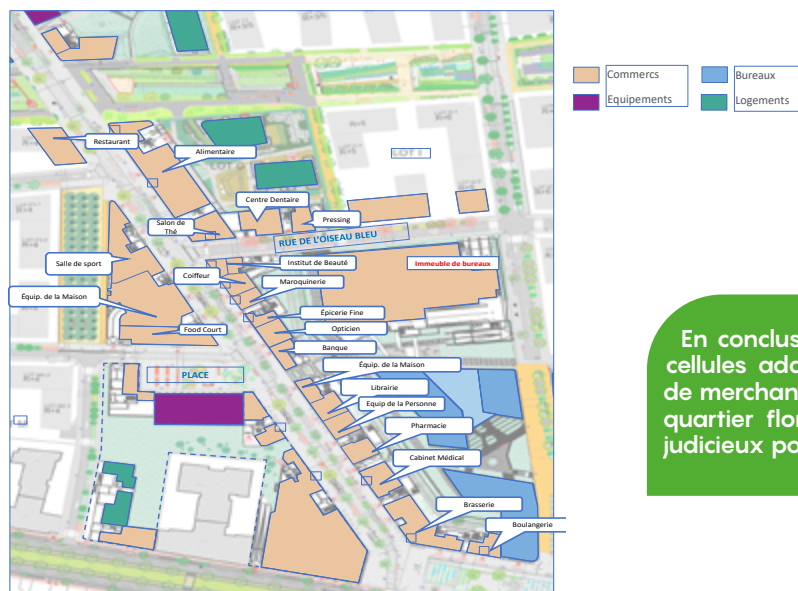 Commercs
Bureaux
Equipements
Logements
Restaurant
Alimentaire
LOT I
Centre Dentaire
Salon de
Thé
Pressing
RUE DE L'OISEAU BLEU
Salle de sport
Institut de Beauté
Immeuble de bureaux
Coiffeur
Maroquinerie
Équip. de la Maison
Épicerie Fine
Food Court
Opticien
Banque
Équip. de la Maison
PLACE
Librairie
Equip de la Personne
Pharmacie
Cabinet Médical
Brasserie
Boulangerie
En conclus
cellules ado
de merchan
quartier flor
judicieux po